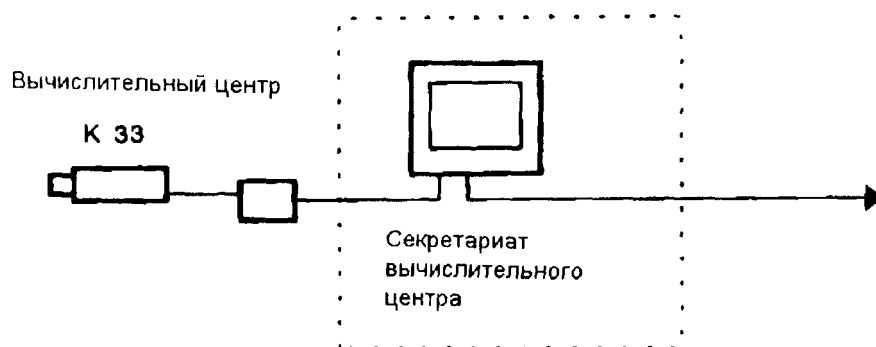 Вычислительный центр
К 33
Секретариат
вычислительного
центра